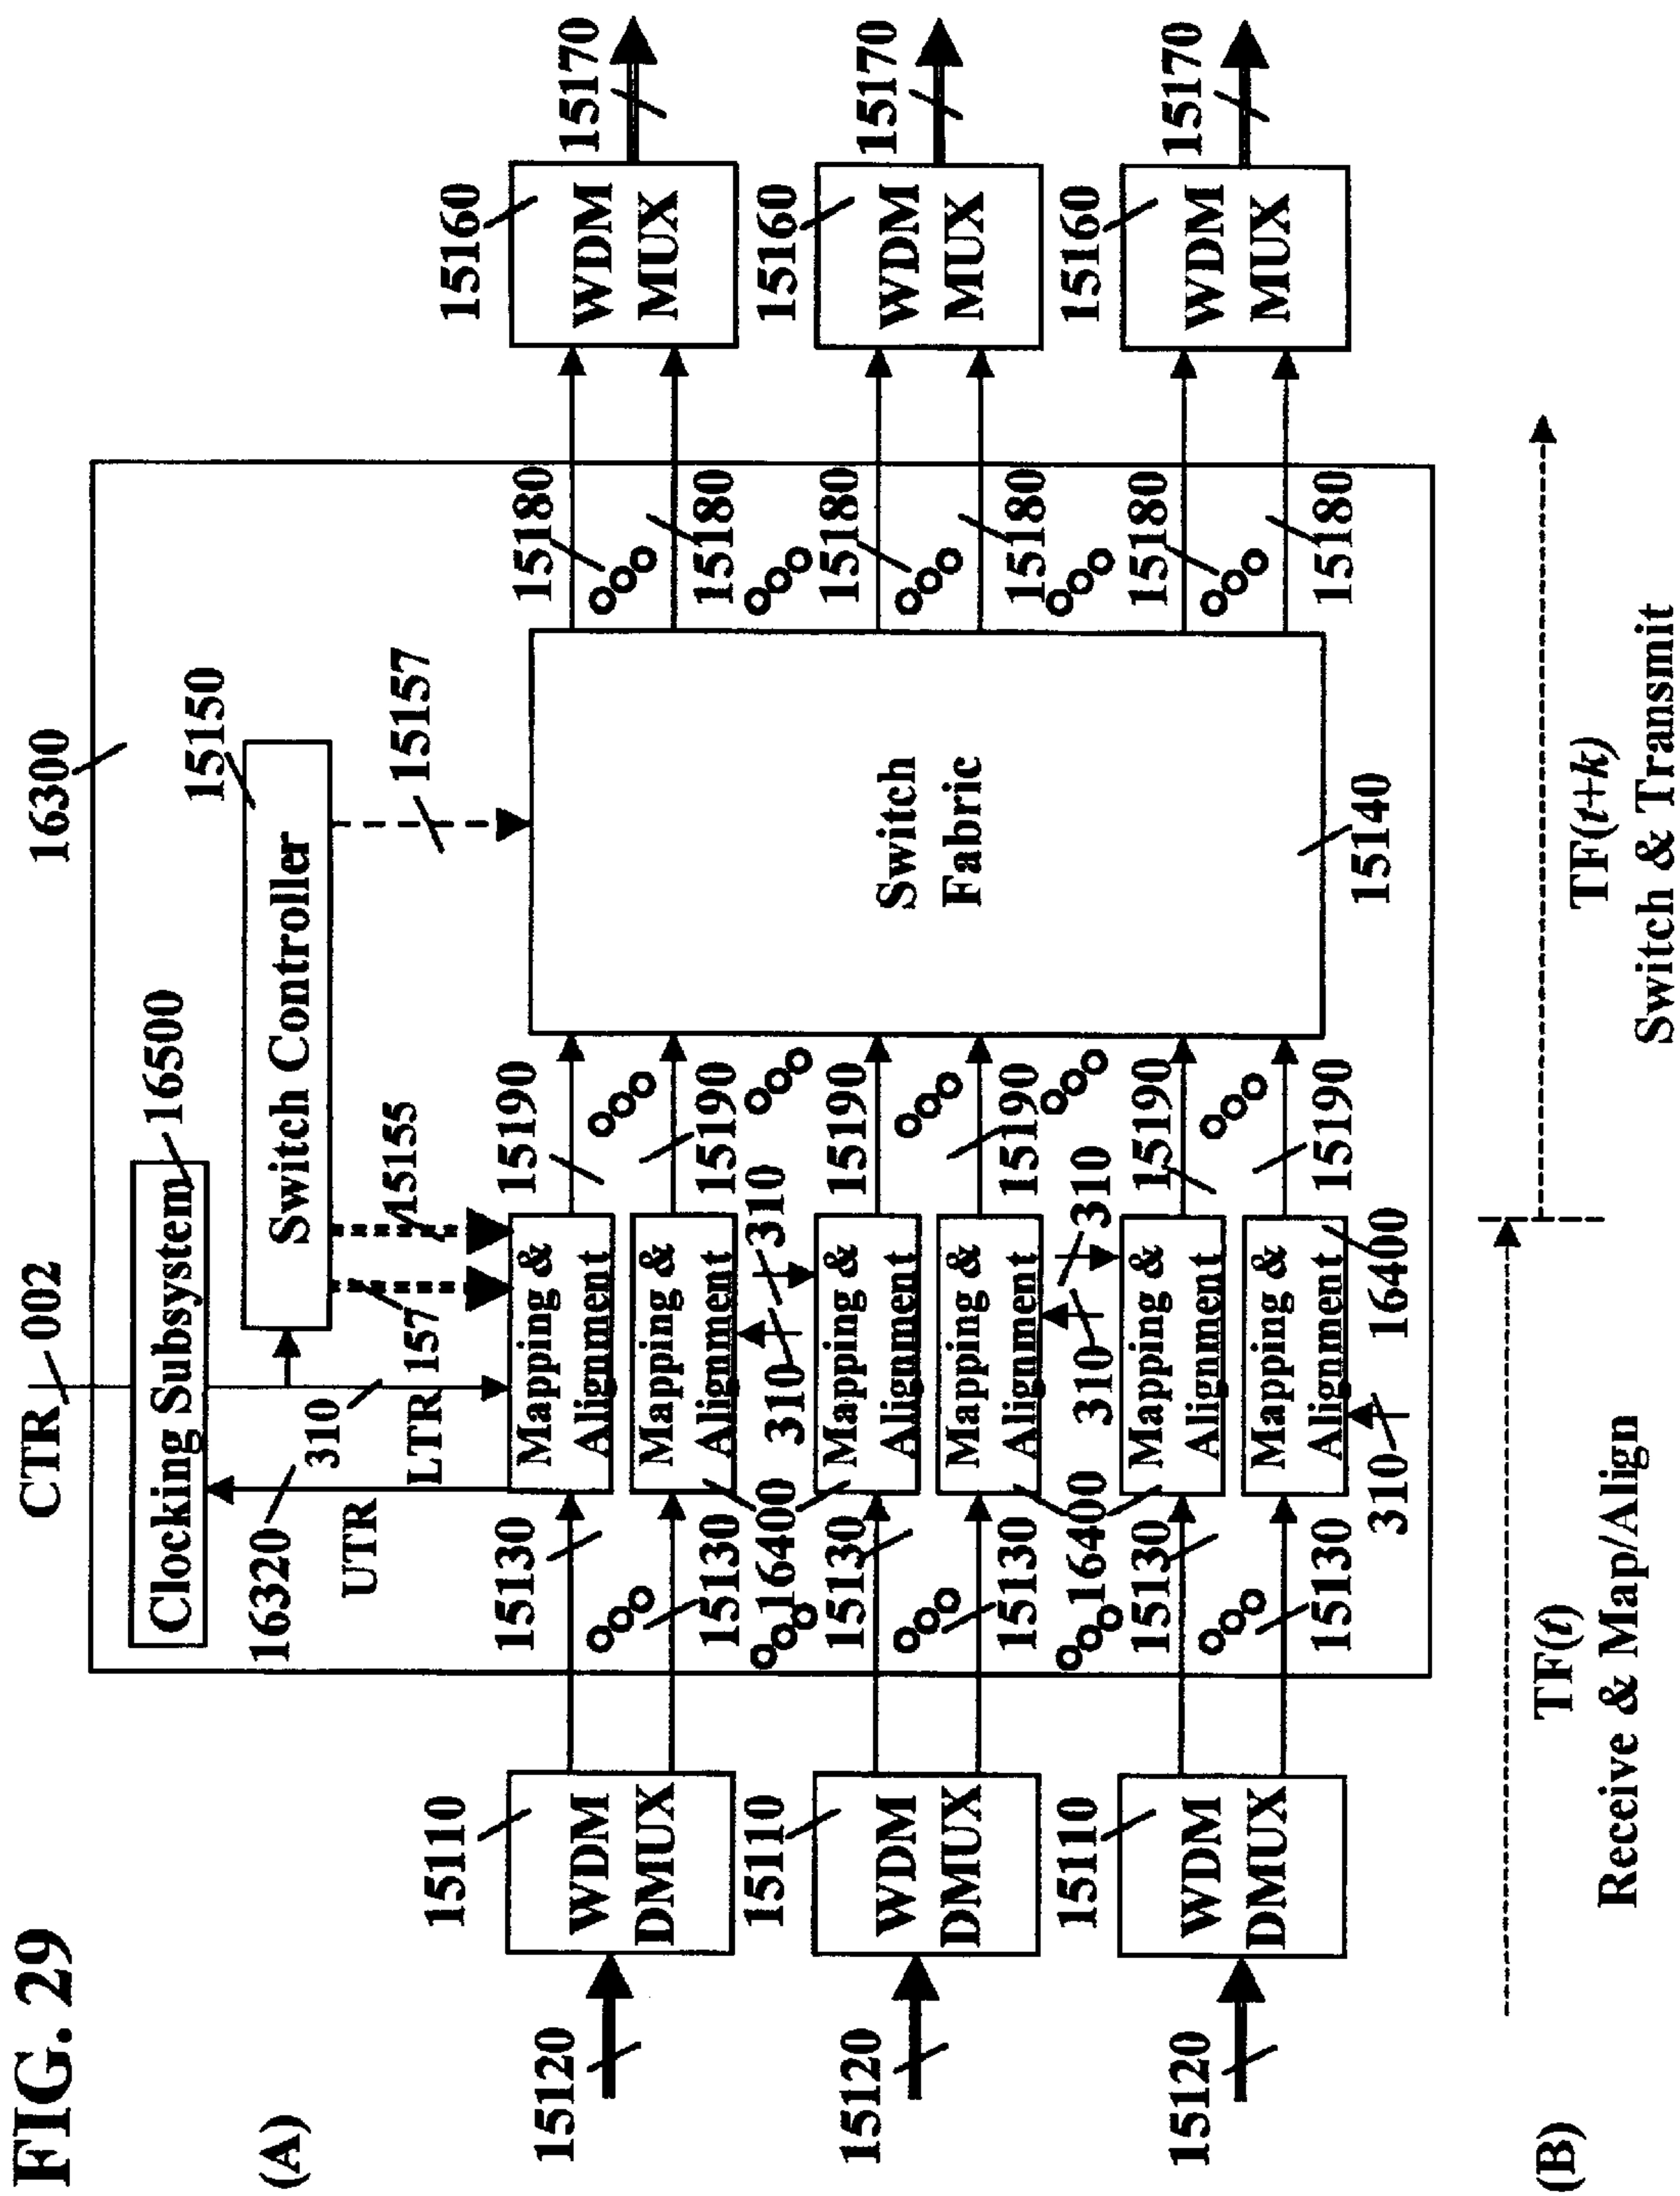 FIG. 29
(A)
CTR 002
16300
Clocking Subsystem
16500
15150
Switch Controller
16320
310
UTR
LTR
157
15155
15157
15110
WDM
DMUX
15120
15130
15130
Mapping &
Alignment
Mapping &
Alignment
15190
15190
15180
15180
15160
WDM
MUX
15170
310
310
16400
15110
WDM
DMUX
15120
15130
15130
Mapping &
Alignment
Mapping &
Alignment
15190
15190
Switch
Fabric
15180
15180
15160
WDM
MUX
15170
310
310
16400
15110
WDM
DMUX
15120
15130
15130
Mapping &
Alignment
Mapping &
Alignment
15190
15190
15180
15180
15160
WDM
MUX
15170
310
16400
15140
(B)
TF(t)
Receive & Map/Align
TF(t+k)
Switch & Transmit